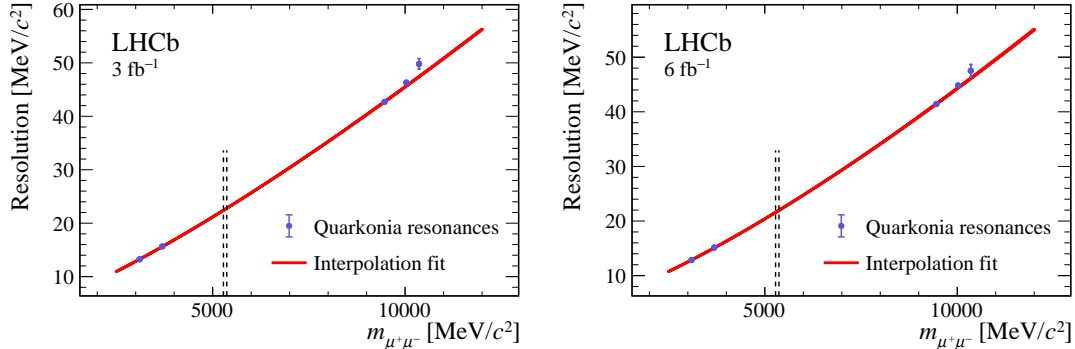 Resolution [MeV/c²]
60
50
40
30
20
10
LHCb
3 fb⁻¹
Quarkonia resonances
Interpolation fit
5000
10000
m_μ⁺μ⁻ [MeV/c²]
Resolution [MeV/c²]
50
40
30
20
10
LHCb
6 fb⁻¹
Quarkonia resonances
Interpolation fit
5000
10000
m_μ⁺μ⁻ [MeV/c²]